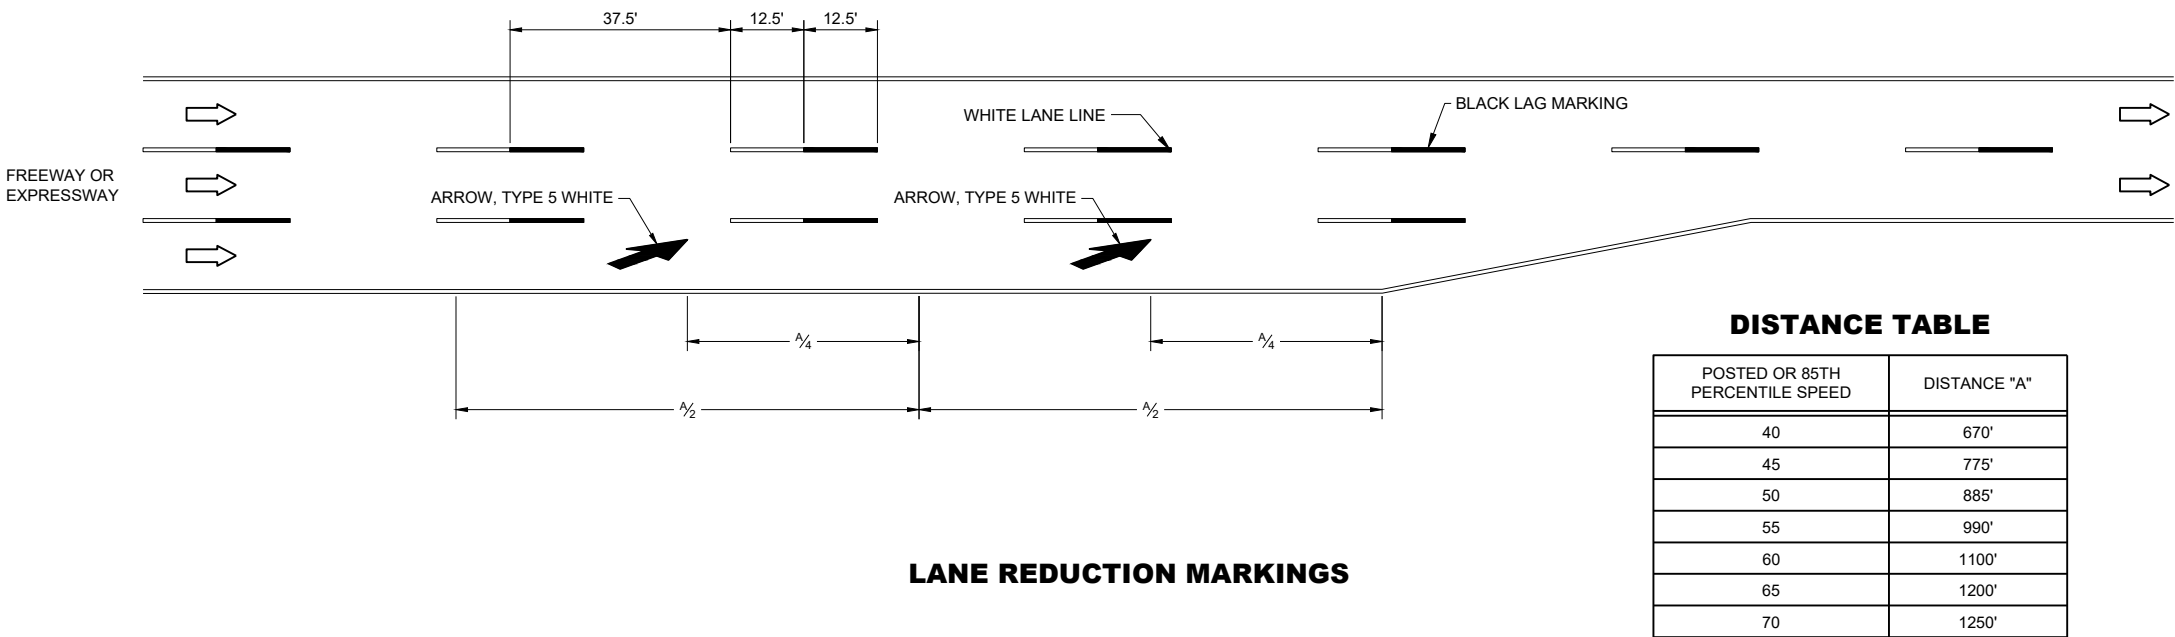 37.5' 12.5' 12.5'
WHITE LANE LINE
BLACK LAG MARKING
FREEWAY OR
EXPRESSWAY
ARROW, TYPE 5 WHITE
ARROW, TYPE 5 WHITE
A/4
A/4
A/2
A/2
DISTANCE TABLE
POSTED OR 85TH
PERCENTILE SPEED
DISTANCE "A"
40 670'
45 775'
50 885'
55 990'
60 1100'
65 1200'
70 1250'
LANE REDUCTION MARKINGS